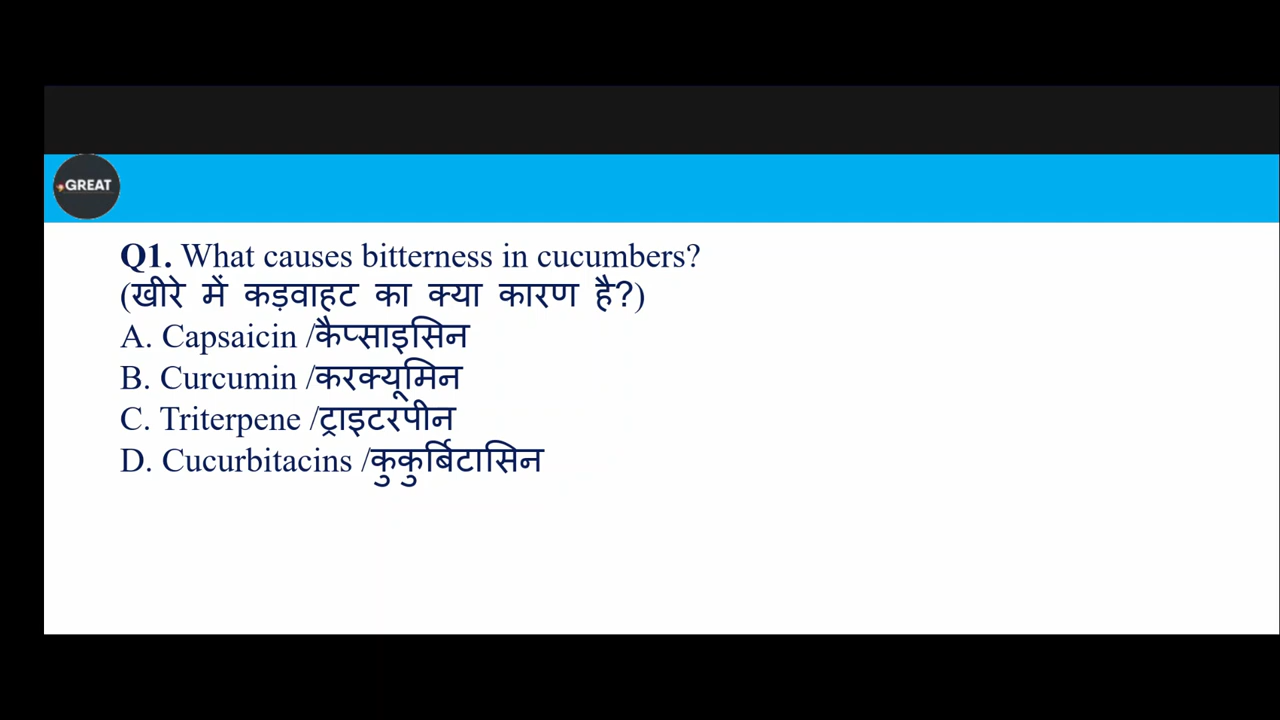 GREAT
Q1. What causes bitterness in cucumbers?
(खीरे में कड़वाहट का क्या कारण है?)
A. Capsaicin /कैप्साइसिन
B. Curcumin /करक्यूमिन
C. Triterpene /ट्राइटरपीन
D. Cucurbitacins /कुकुर्बिटासिन